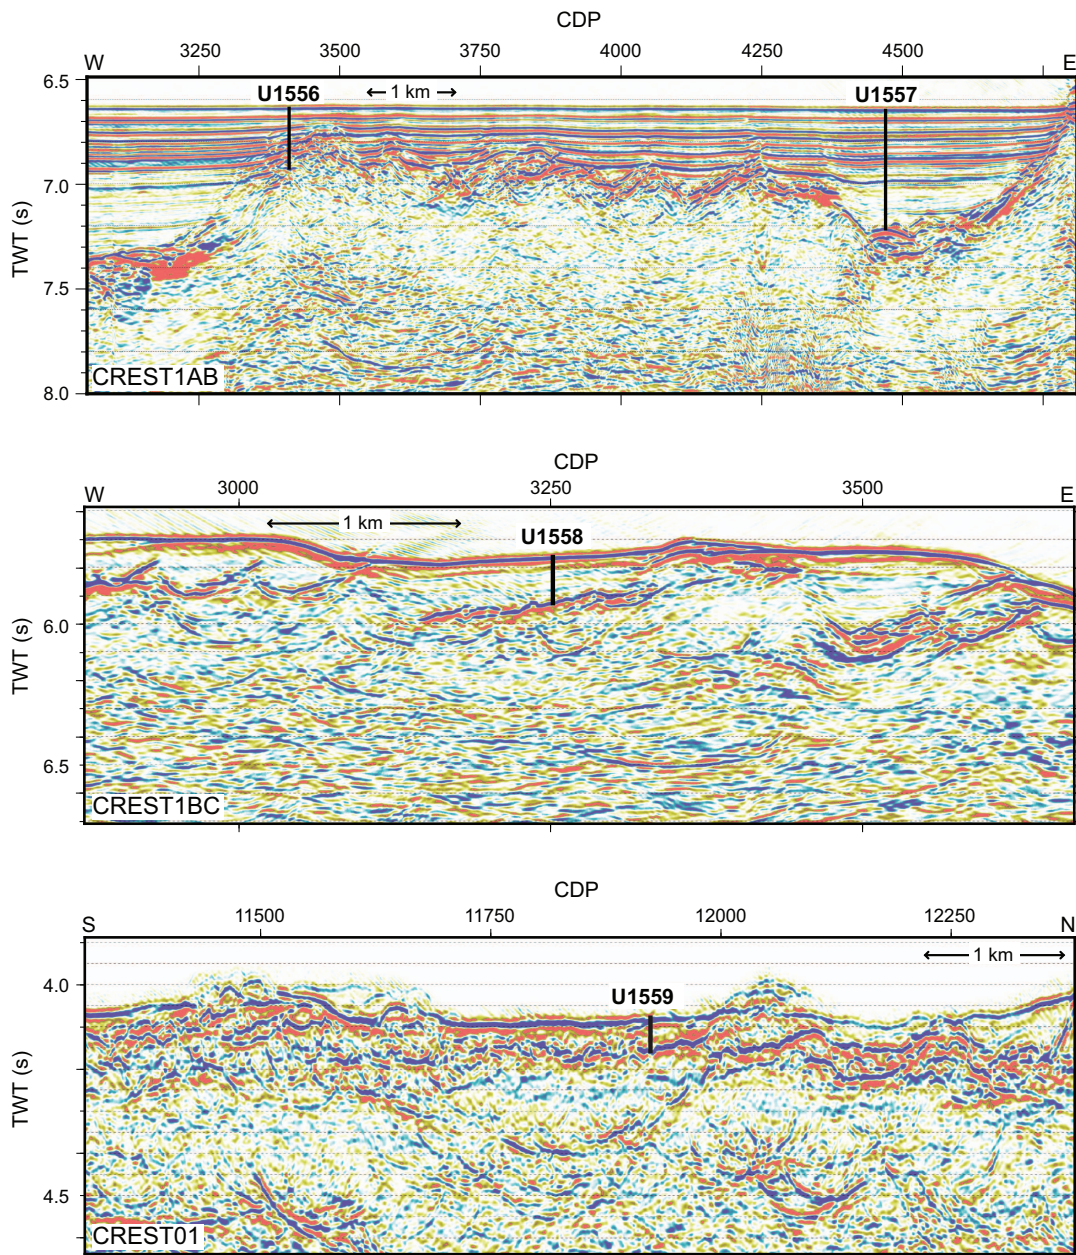 CDP
3250 3500 3750 4000 4250 4500
W E
6.5
U1556 1 km U1557
7.0
TWT (s)
7.5
CREST1AB
8.0
CDP
3000 3250 3500
W E
1 km
U1558
6.0
TWT (s)
6.5
CREST1BC
CDP
11500 11750 12000 12250
S N
1 km
4.0
U1559
TWT (s)
4.5
CREST01